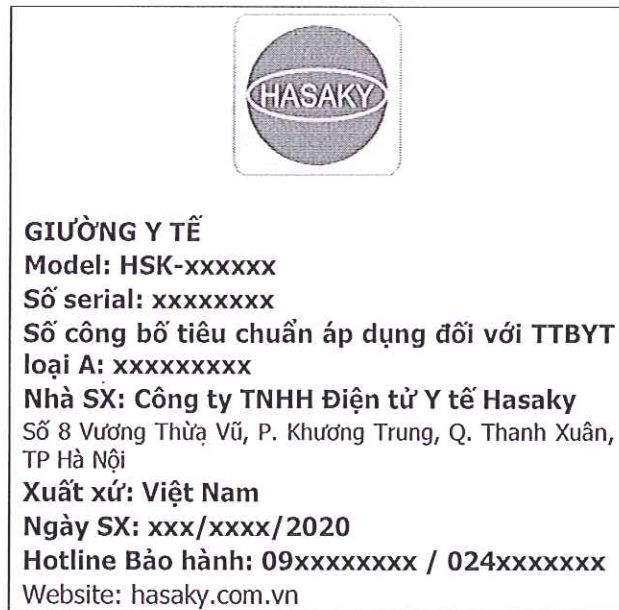 HASAKY
GIƯỜNG Y TẾ
Model: HSK-xxxxxx
Số serial: xxxxxxxx
Số công bố tiêu chuẩn áp dụng đối với TTBYT
loại A: xxxxxxxxx
Nhà SX: Công ty TNHH Điện tử Y tế Hasaky
Số 8 Vương Thừa Vũ, P. Khương Trung, Q. Thanh Xuân,
TP Hà Nội
Xuất xứ: Việt Nam
Ngày SX: xxx/xxxx/2020
Hotline Bảo hành: 09xxxxxxxx / 024xxxxxxx
Website: hasaky.com.vn